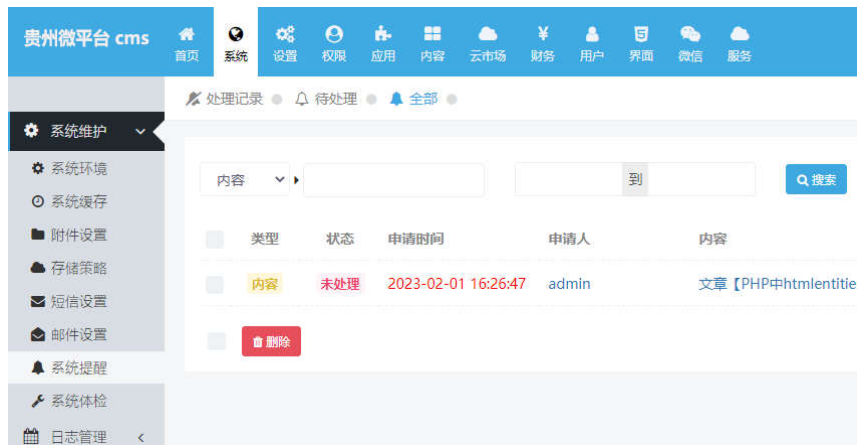 贵州微平台 cms
首页 系统 设置 权限 应用 内容 云市场 财务 用户 界面 微信 服务
处理记录 待处理 全部
系统维护
系统环境
系统缓存
附件设置
存储策略
短信设置
邮件设置
系统提醒
系统体检
日志管理
内容 到 搜索
类型 状态 申请时间 申请人 内容
内容 未处理 2023-02-01 16:26:47 admin 文章【PHP中htmlentitie
删除